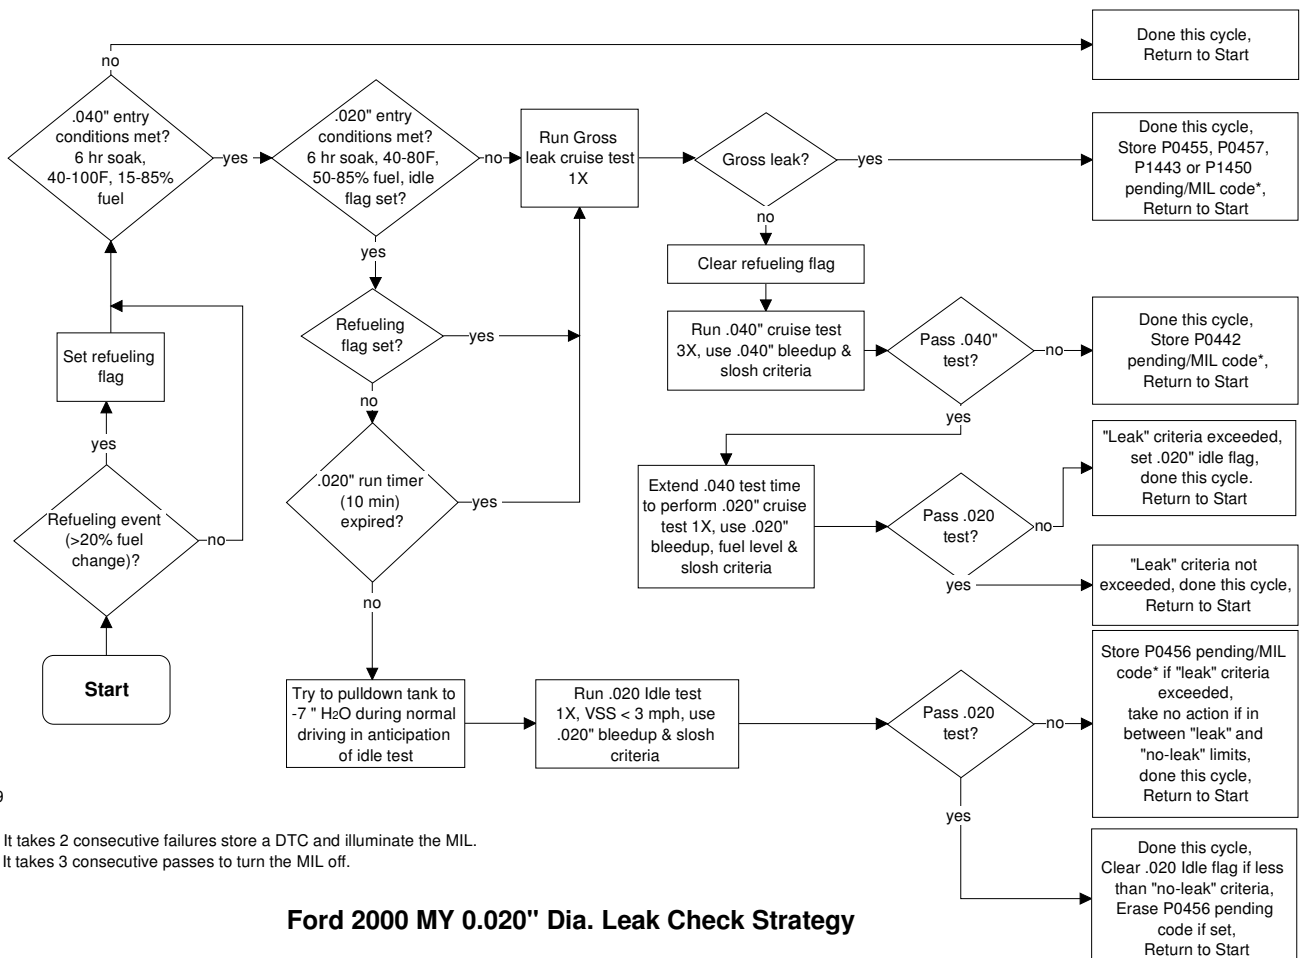 Done this cycle,
Return to Start
no
.040" entry
conditions met?
6 hr soak,
40-100F, 15-85%
fuel
yes
.020" entry
conditions met?
6 hr soak, 40-80F,
50-85% fuel, idle
flag set?
no
Run Gross
leak cruise test
1X
Gross leak?
yes
Done this cycle,
Store P0455, P0457,
P1443 or P1450
pending/MIL code*,
Return to Start
no
Clear refueling flag
yes
Refueling
flag set?
yes
Run .040" cruise test
3X, use .040" bleedup &
slosh criteria
Pass .040"
test?
no
Done this cycle,
Store P0442
pending/MIL code*,
Return to Start
Set refueling
flag
no
yes
yes
.020" run timer
(10 min)
expired?
yes
Extend .040 test time
to perform .020" cruise
test 1X, use .020"
bleedup, fuel level &
slosh criteria
Pass .020
test?
no
"Leak" criteria exceeded,
set .020" idle flag,
done this cycle.
Return to Start
Refueling event
(>20% fuel
change)?
no
yes
"Leak" criteria not
exceeded, done this cycle,
Return to Start
no
Start
Try to pulldown tank to
-7 " H2O during normal
driving in anticipation
of idle test
Run .020 Idle test
1X, VSS < 3 mph, use
.020" bleedup & slosh
criteria
Pass .020
test?
no
Store P0456 pending/MIL
code* if "leak" criteria
exceeded,
take no action if in
between "leak" and
"no-leak" limits,
done this cycle,
Return to Start
yes
9
It takes 2 consecutive failures store a DTC and illuminate the MIL.
It takes 3 consecutive passes to turn the MIL off.
Done this cycle,
Clear .020 Idle flag if less
than "no-leak" criteria,
Erase P0456 pending
code if set,
Return to Start
Ford 2000 MY 0.020" Dia. Leak Check Strategy